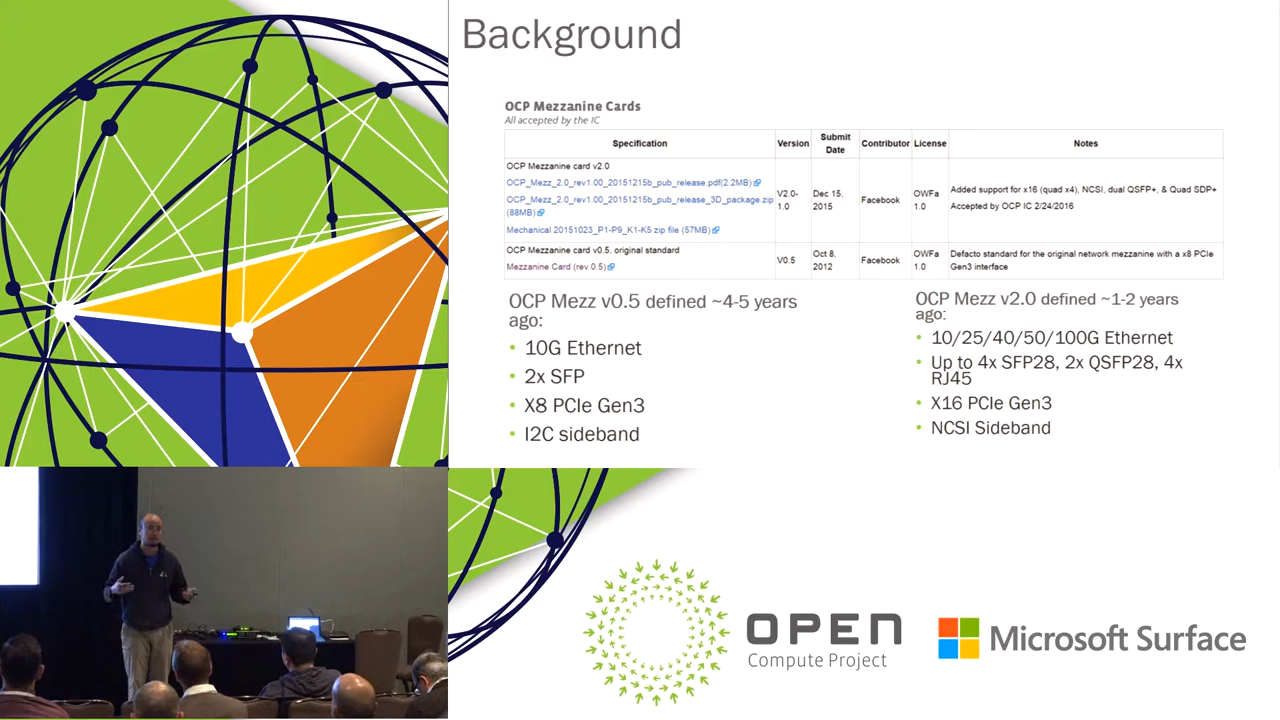 Background
OCP Mezzanine Cards
All accepted by the IC
Specification Version Submit Date Contributor License Notes
OCP Mezzanine card v2.0
OCP_Mezz_2.0_rev1.00_20151215b_pub_release.pdf(2.2MB)
OCP_Mezz_2.0_rev1.00_20151215b_pub_release_3D_package.zip
(88MB)
Mechanical 20151023_P1-P9_K1-K5 zip file (57MB)
V2.0-
1.0
Dec 15,
2015
Facebook
OWFa
1.0
Added support for x16 (quad x4), NCSI, dual QSFP+, & Quad SDP+
Accepted by OCP IC 2/24/2016
OCP Mezzanine card v0.5, original standard
Mezzanine Card (rev 0.5)
V0.5
Oct 8,
2012
Facebook
OWFa
1.0
Defacto standard for the original network mezzanine with a x8 PCIe
Gen3 interface
OCP Mezz v0.5 defined ~4-5 years
ago:
• 10G Ethernet
• 2x SFP
• X8 PCIe Gen3
• I2C sideband
OCP Mezz v2.0 defined ~1-2 years
ago:
• 10/25/40/50/100G Ethernet
• Up to 4x SFP28, 2x QSFP28, 4x
RJ45
• X16 PCIe Gen3
• NCSI Sideband
OPEN
Compute Project
Microsoft Surface